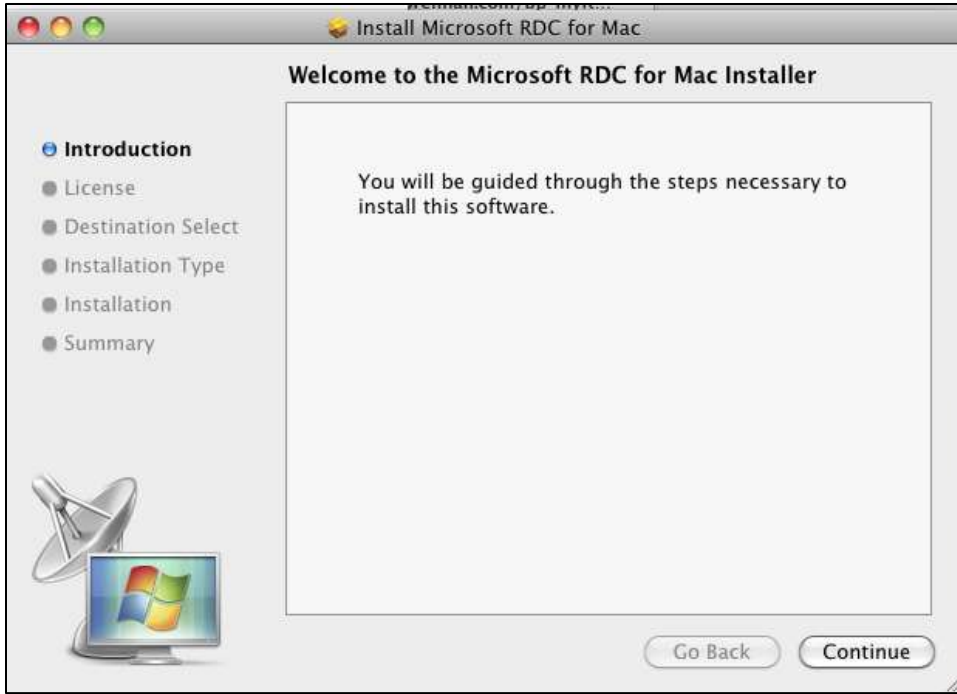 Install Microsoft RDC for Mac
Welcome to the Microsoft RDC for Mac Installer
Introduction
License
Destination Select
Installation Type
Installation
Summary
You will be guided through the steps necessary to
install this software.
Go Back
Continue